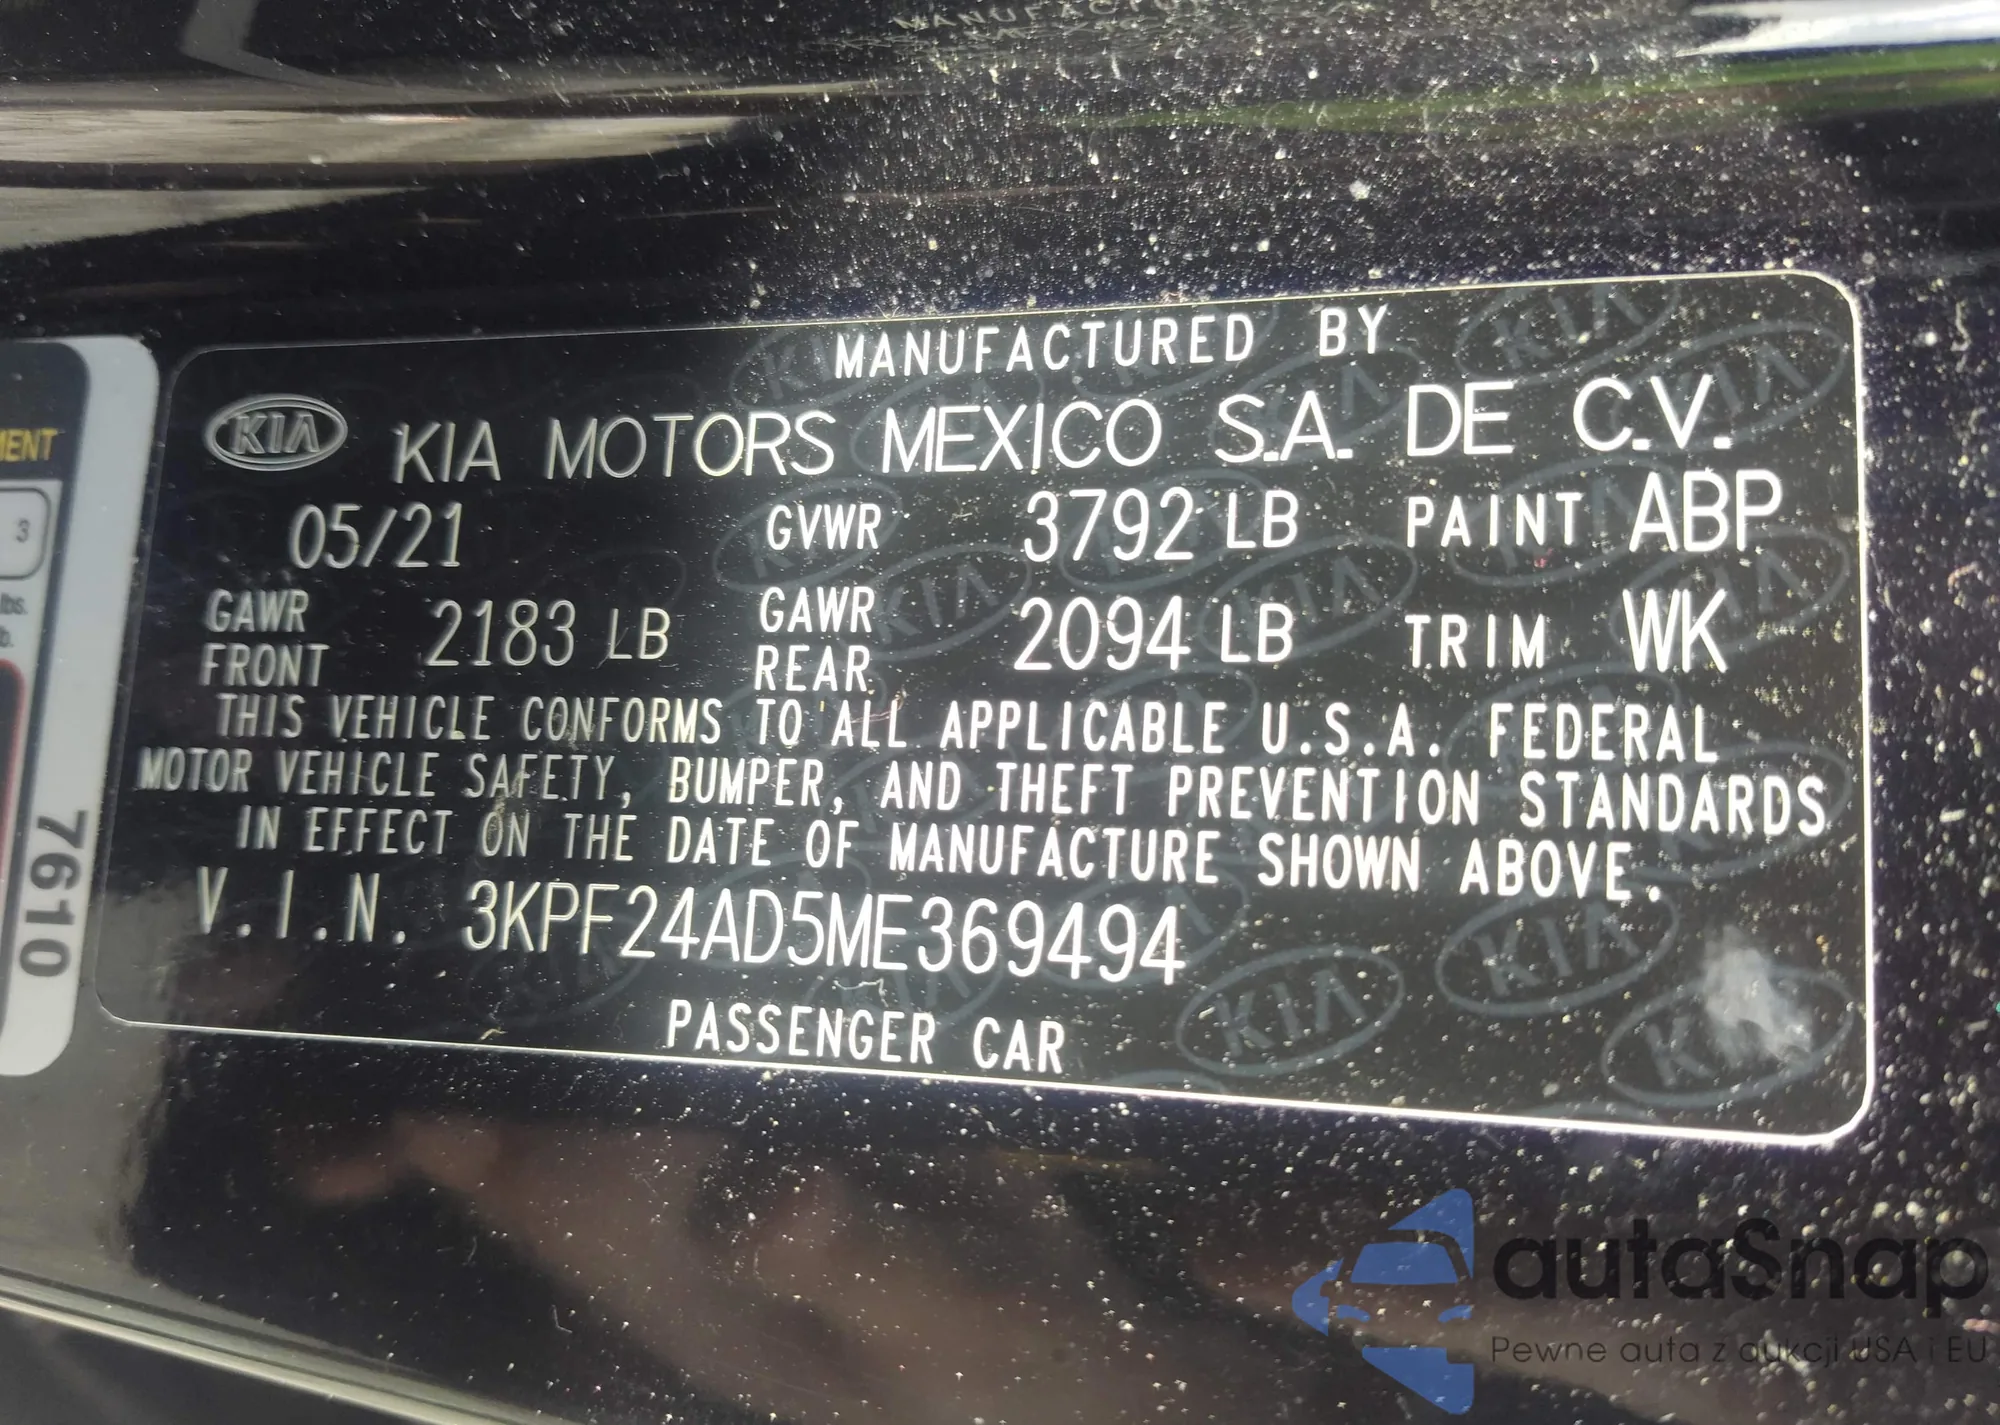 MANUFACTURED BY
KIA KIA MOTORS MEXICO S.A. DE C.V.
05/21 GVWR 3792 LB PAINT ABP
GAWR FRONT 2183 LB GAWR REAR 2094 LB TRIM WK
THIS VEHICLE CONFORMS TO ALL APPLICABLE U.S.A. FEDERAL
MOTOR VEHICLE SAFETY, BUMPER, AND THEFT PREVENTION STANDARDS
IN EFFECT ON THE DATE OF MANUFACTURE SHOWN ABOVE.
V.I.N. 3KPF24AD5ME369494
PASSENGER CAR
3
lbs.
7610
autaSnap
Pewne auta z aukcji USA i EU